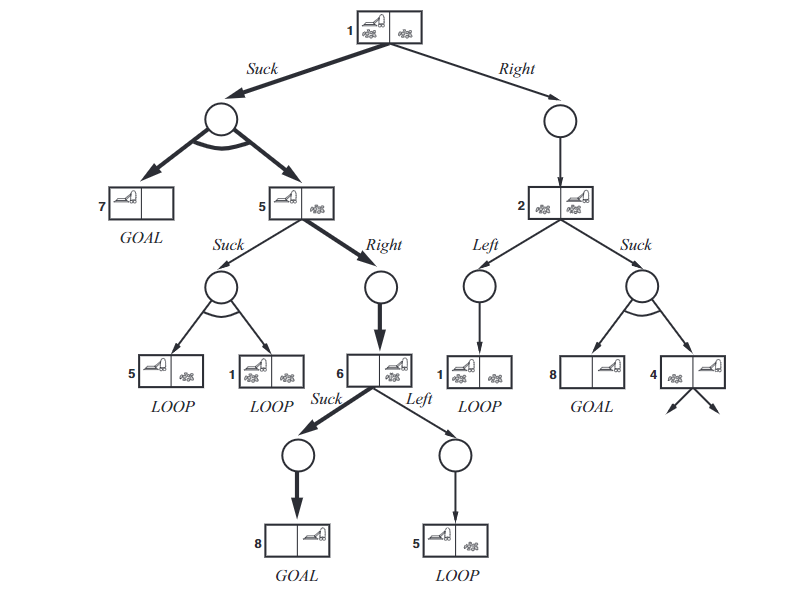 1
Suck Right
7 5 2
GOAL
Suck Right Left Suck
5 1 6 1 8 4
LOOP LOOP Suck Left LOOP GOAL
8 5
GOAL LOOP